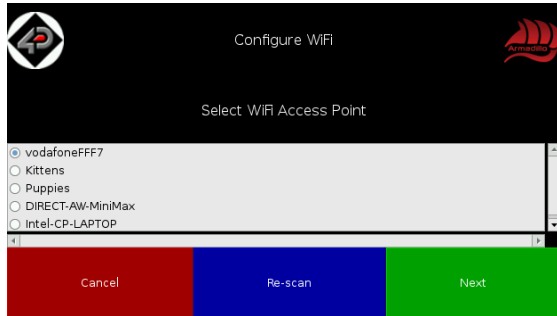 4D
Configure WiFi
Armadillo
Select WiFi Access Point
vodafoneFFF7
Kittens
Puppies
DIRECT-AW-MiniMax
Intel-CP-LAPTOP
Cancel
Re-scan
Next